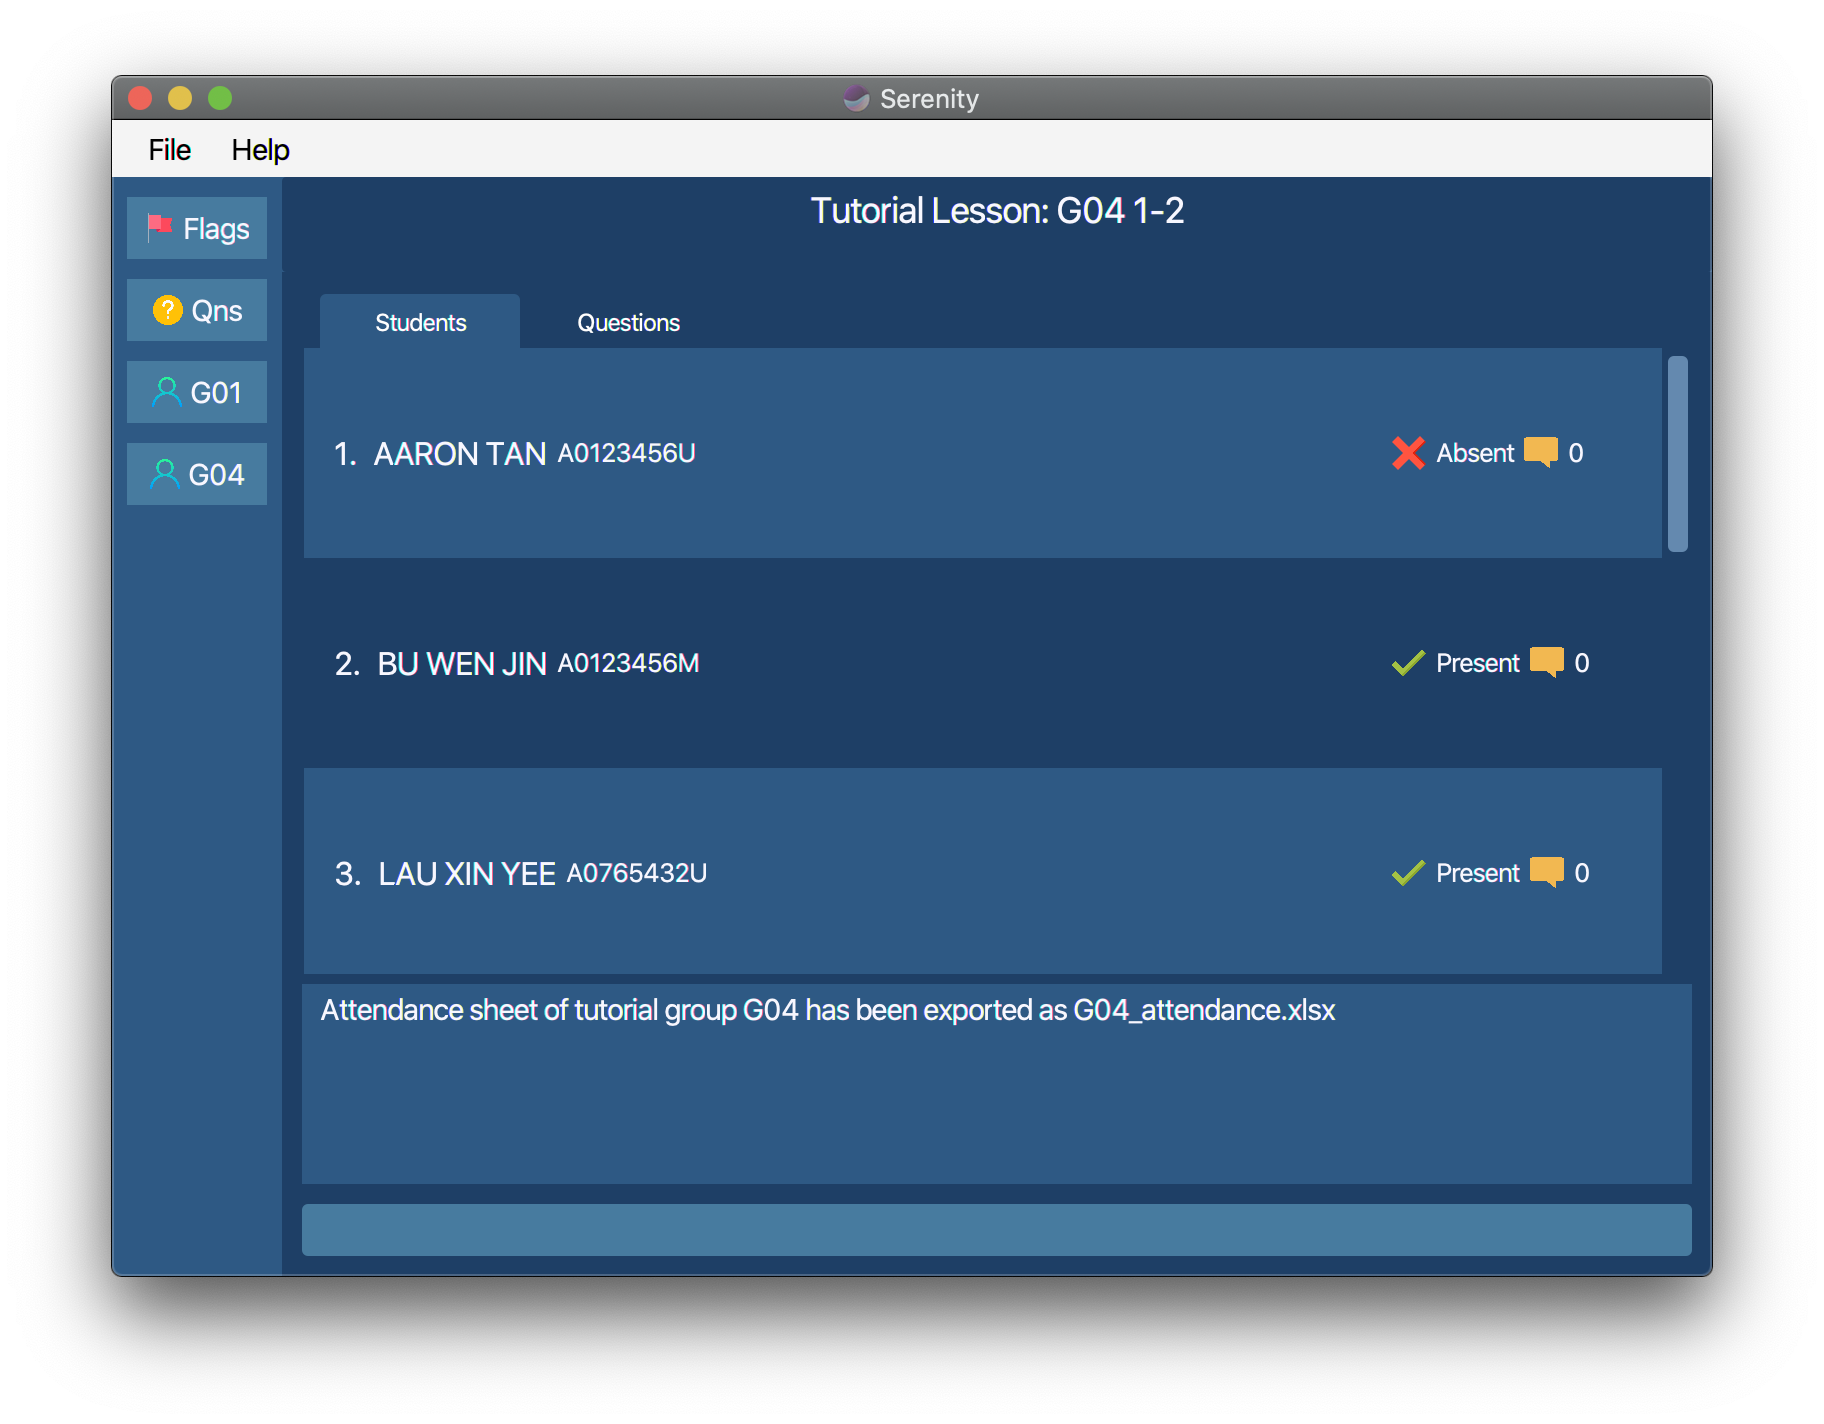 Serenity
File Help
Flags
Qns
G01
G04
Tutorial Lesson: G04 1-2
Students Questions
1. AARON TAN A0123456U Absent 0
2. BU WEN JIN A0123456M Present 0
3. LAU XIN YEE A0765432U Present 0
Attendance sheet of tutorial group G04 has been exported as G04_attendance.xlsx